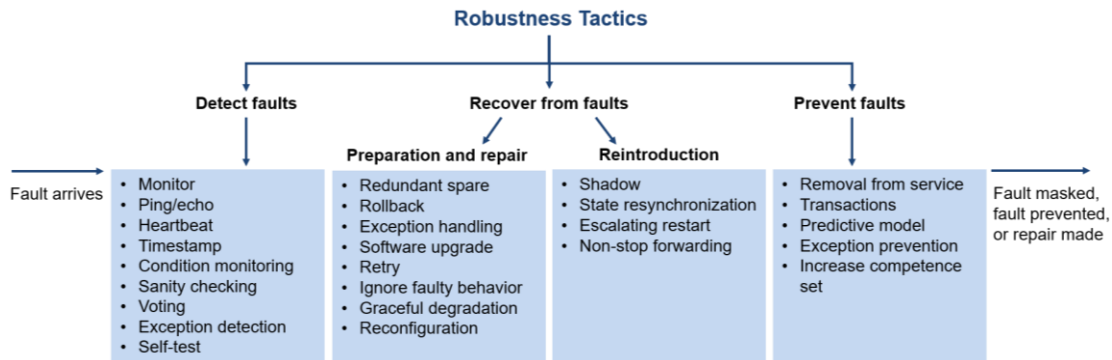 Robustness Tactics
Detect faults
Recover from faults
Prevent faults
Preparation and repair
Reintroduction
Fault arrives
• Monitor
• Ping/echo
• Heartbeat
• Timestamp
• Condition monitoring
• Sanity checking
• Voting
• Exception detection
• Self-test
• Redundant spare
• Rollback
• Exception handling
• Software upgrade
• Retry
• Ignore faulty behavior
• Graceful degradation
• Reconfiguration
• Shadow
• State resynchronization
• Escalating restart
• Non-stop forwarding
• Removal from service
• Transactions
• Predictive model
• Exception prevention
• Increase competence
set
Fault masked,
fault prevented,
or repair made